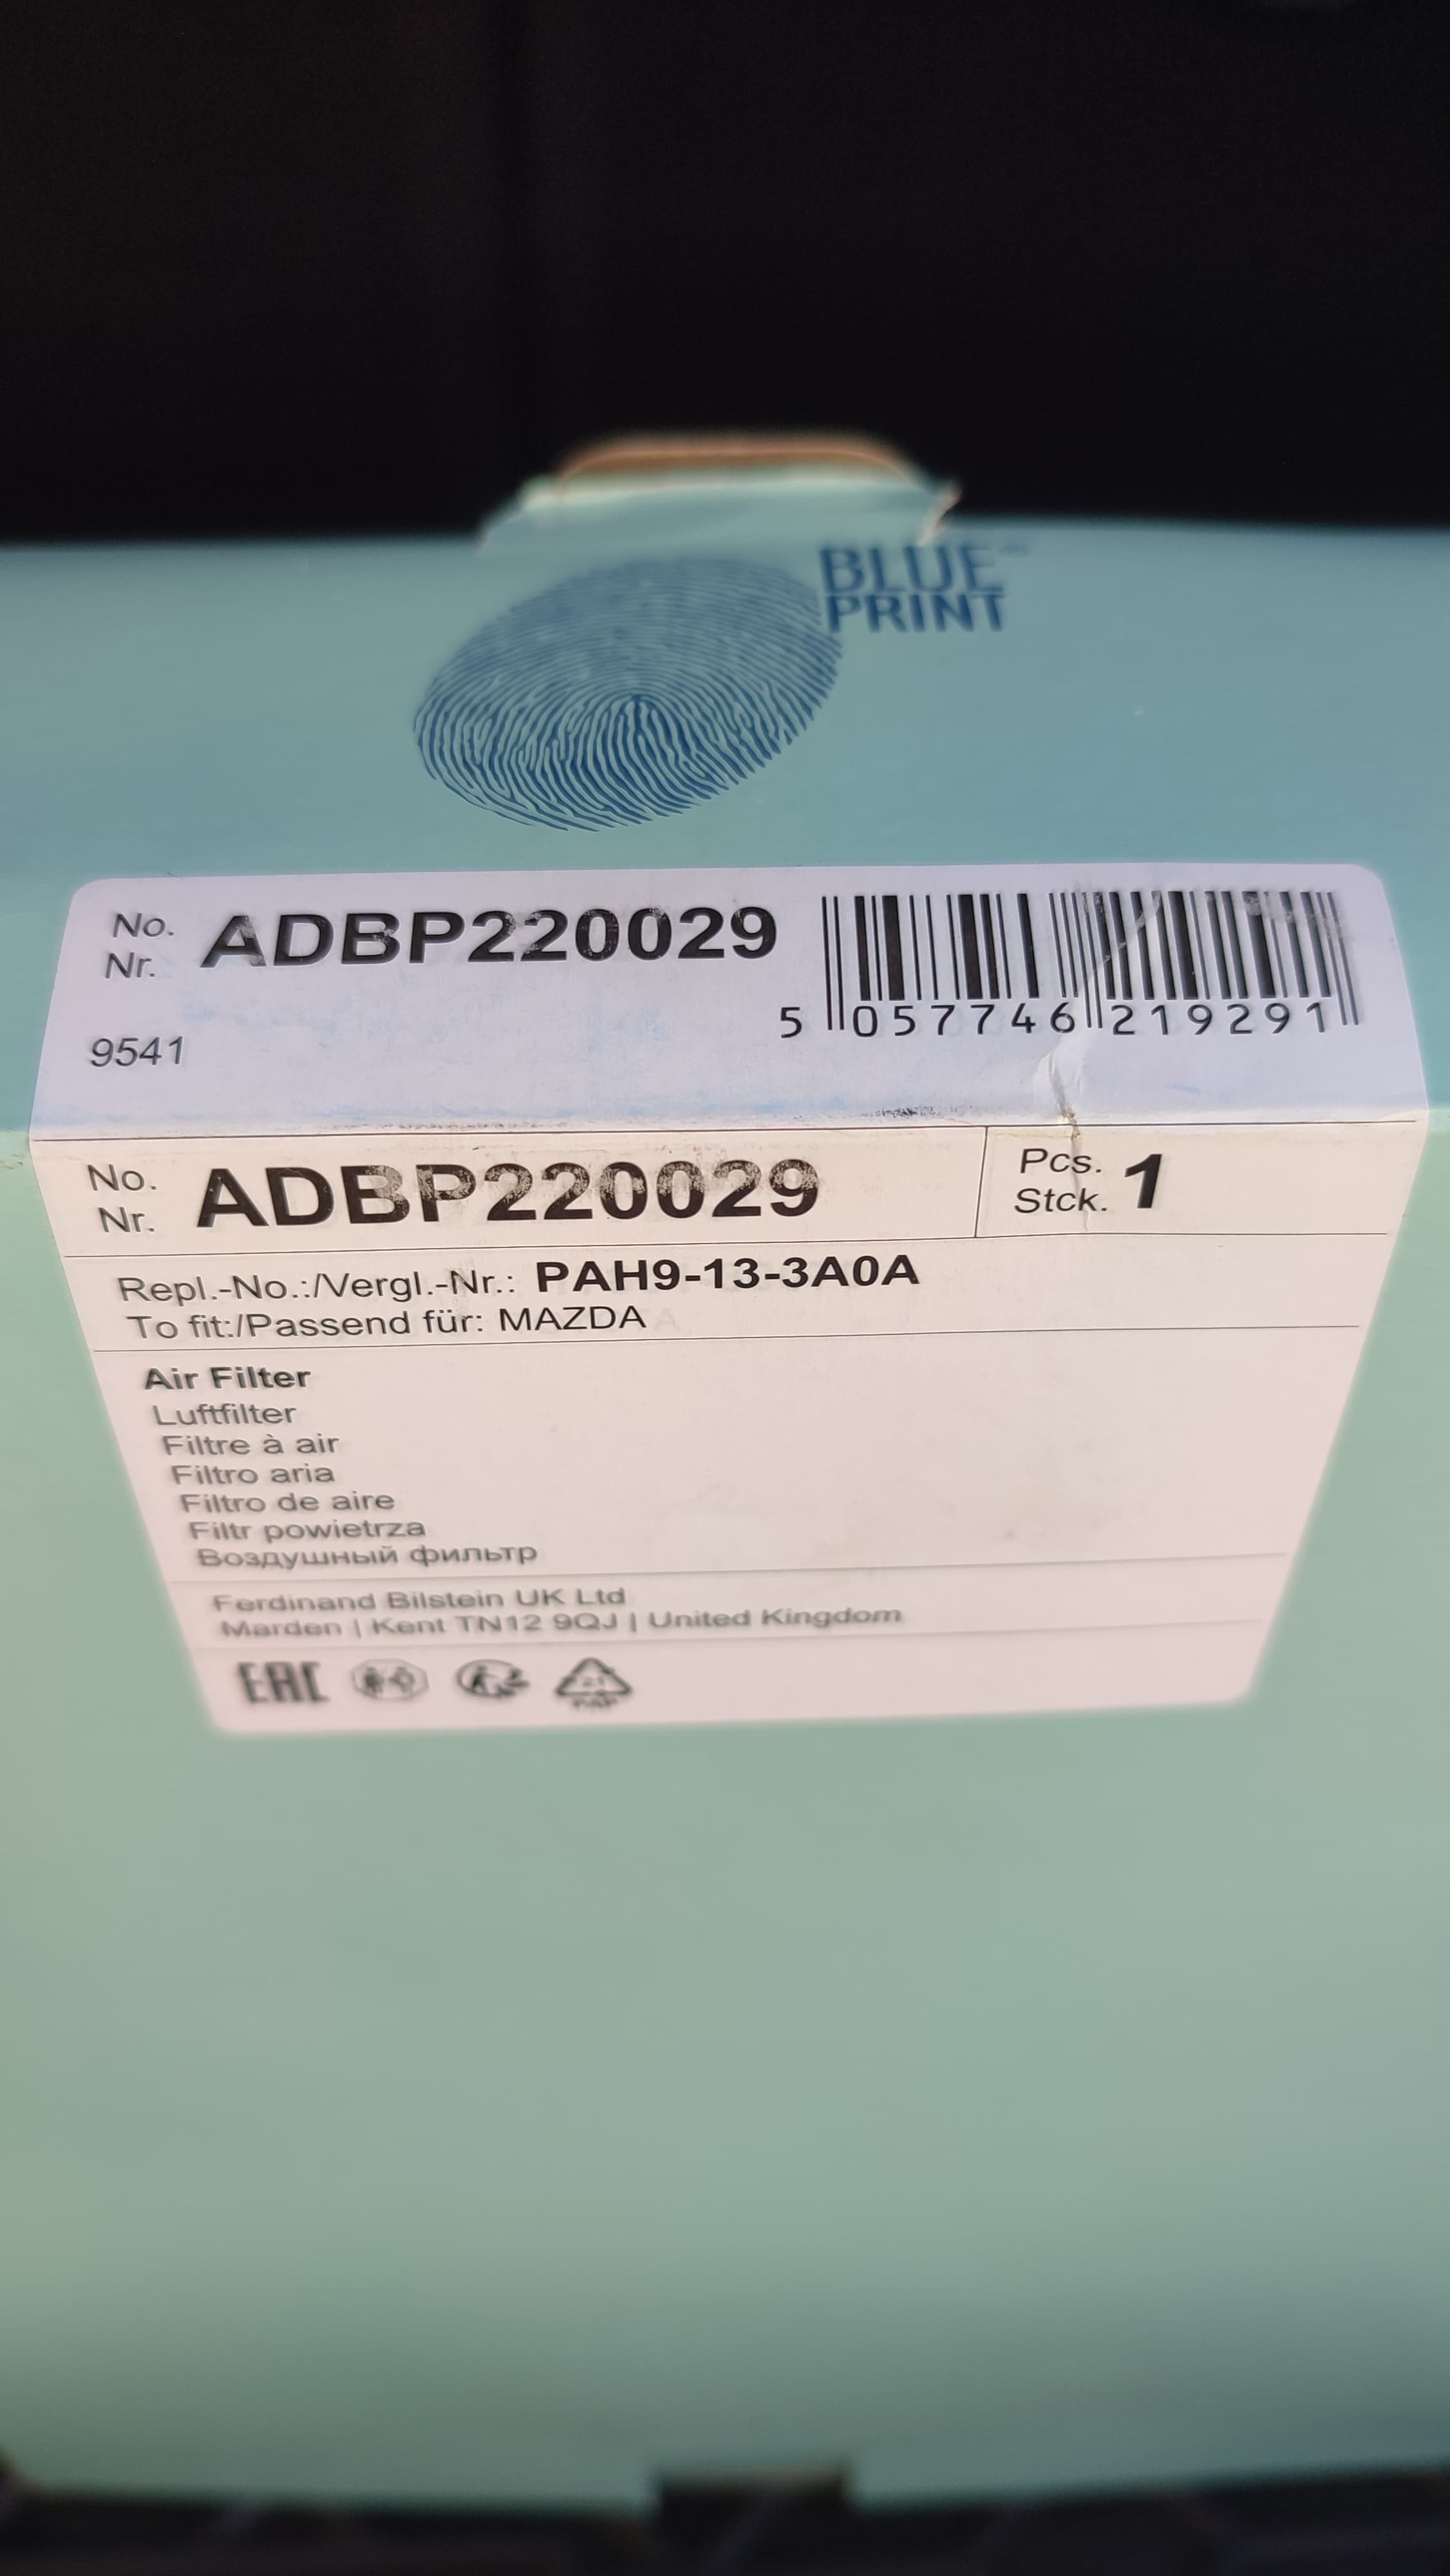 BLUE
PRINT
No.
Nr.
ADBP220029
5 057746 219291
9541
No.
Nr.
ADBP220029
Pcs.
Stck.
1
Repl.-No.:/Vergl.-Nr.: PAH9-13-3A0A
To fit:/Passend für: MAZDA
Air Filter
Luftfilter
Filtre à air
Filtro aria
Filtro de aire
Filtr powietrza
Воздушный фильтр
Ferdinand Bilstein UK Ltd
Marden | Kent TN12 9QJ | United Kingdom
EAC
PAP